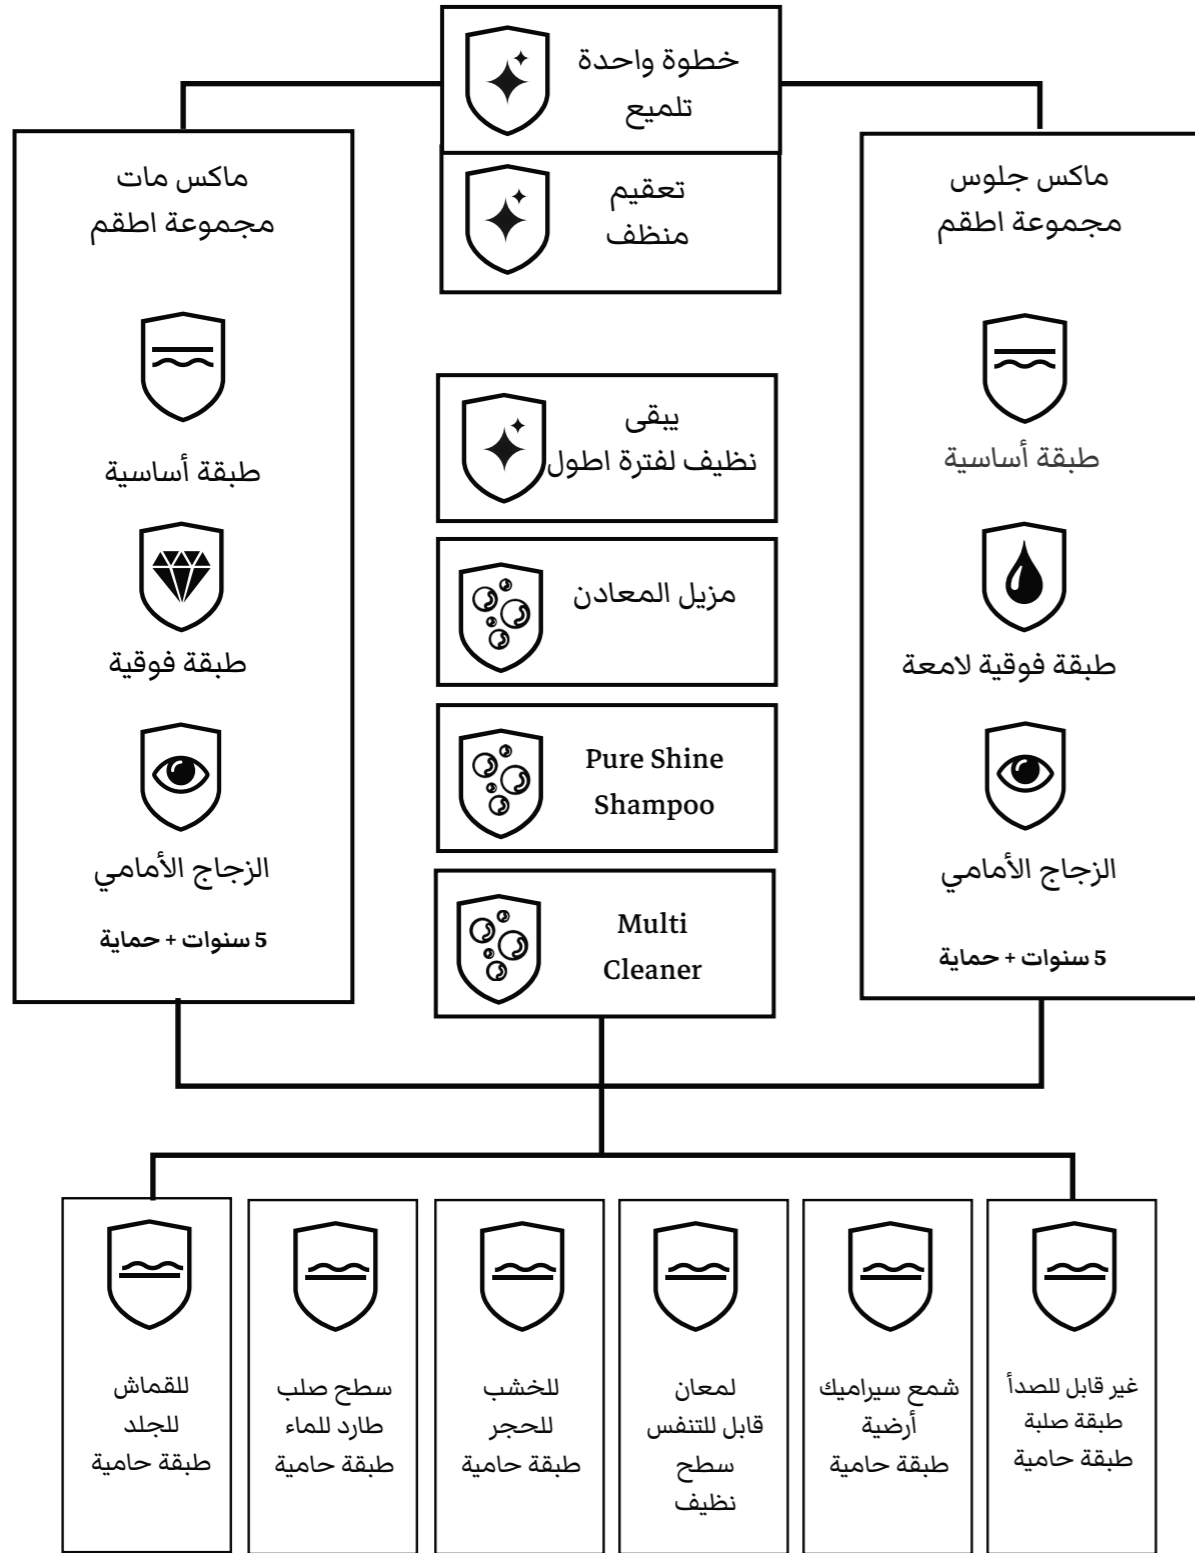 خطوة واحدة
تلميع
تعقيم
منظف
ماكس جلوس
مجموعة اطقم
طبقة أساسية
طبقة فوقية لامعة
الزجاج الأمامي
5 سنوات + حماية
يبقى
نظيف لفترة اطول
مزيل المعادن
Pure Shine
Shampoo
Multi
Cleaner
ماكس مات
مجموعة اطقم
طبقة أساسية
طبقة فوقية
الزجاج الأمامي
5 سنوات + حماية
غير قابل للصدأ
طبقة صلبة
طبقة حامية
شمع سيراميك
أرضية
طبقة حامية
لمعان
قابل للتنفس
سطح
نظيف
للخشب
للحجر
طبقة حامية
سطح صلب
طارد للماء
طبقة حامية
للقماش
للجلد
طبقة حامية